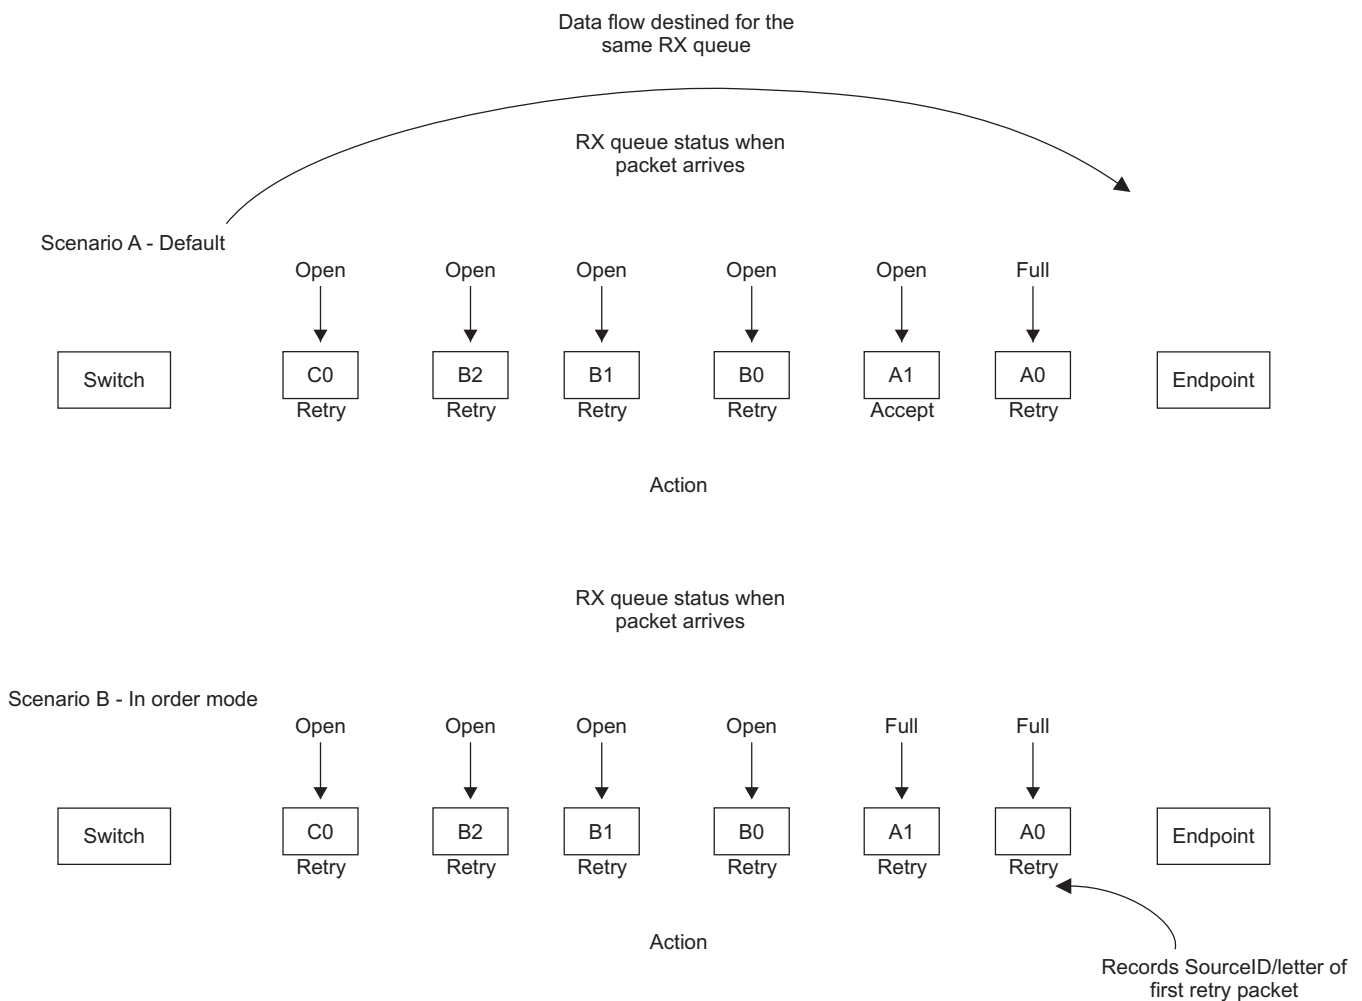 Data flow destined for the
same RX queue
RX queue status when
packet arrives
Scenario A - Default
Open Open Open Open Open Full
Switch C0 B2 B1 B0 A1 A0 Endpoint
Retry Retry Retry Retry Accept Retry
Action
RX queue status when
packet arrives
Scenario B - In order mode
Open Open Open Open Full Full
Switch C0 B2 B1 B0 A1 A0 Endpoint
Retry Retry Retry Retry Retry Retry
Action
Records SourceID/letter of
first retry packet